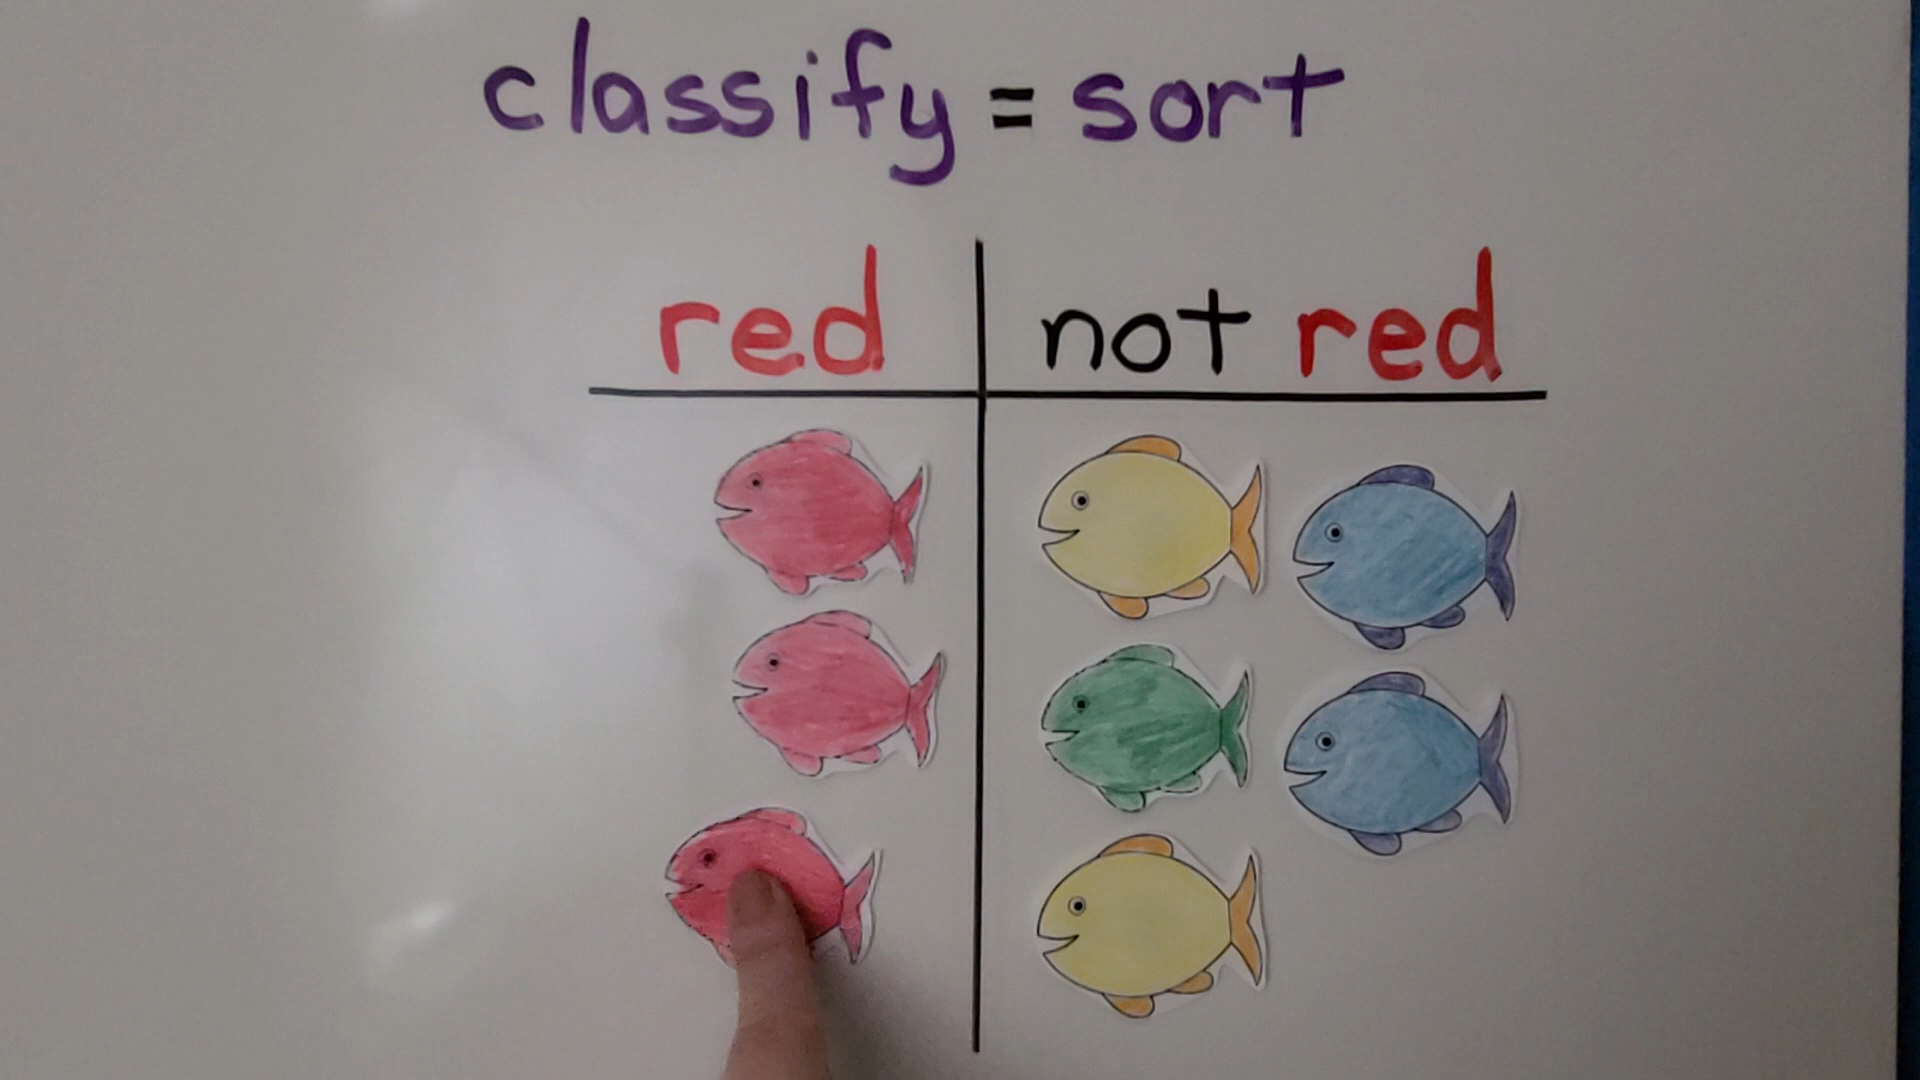 classify = sort
red
not red